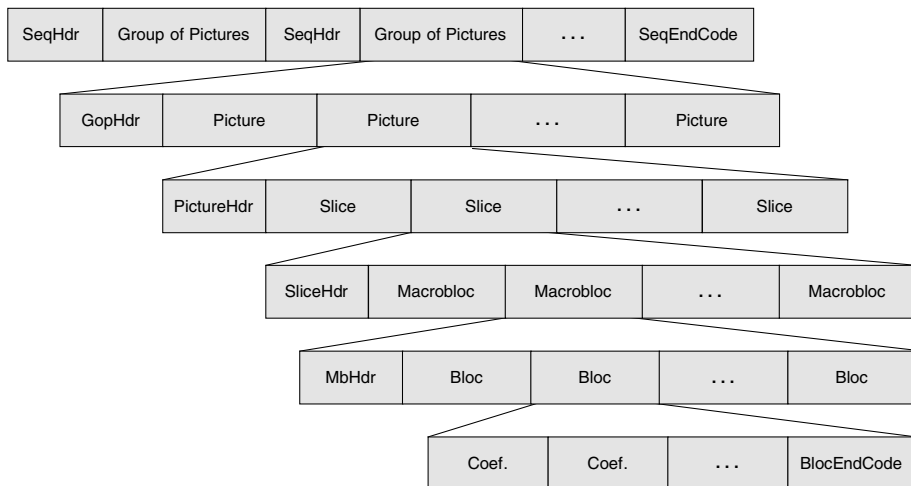 SeqHdr Group of Pictures SeqHdr Group of Pictures ... SeqEndCode
GopHdr Picture Picture ... Picture
PictureHdr Slice Slice ... Slice
SliceHdr Macrobloc Macrobloc ... Macrobloc
MbHdr Bloc Bloc ... Bloc
Coef. Coef. ... BlocEndCode